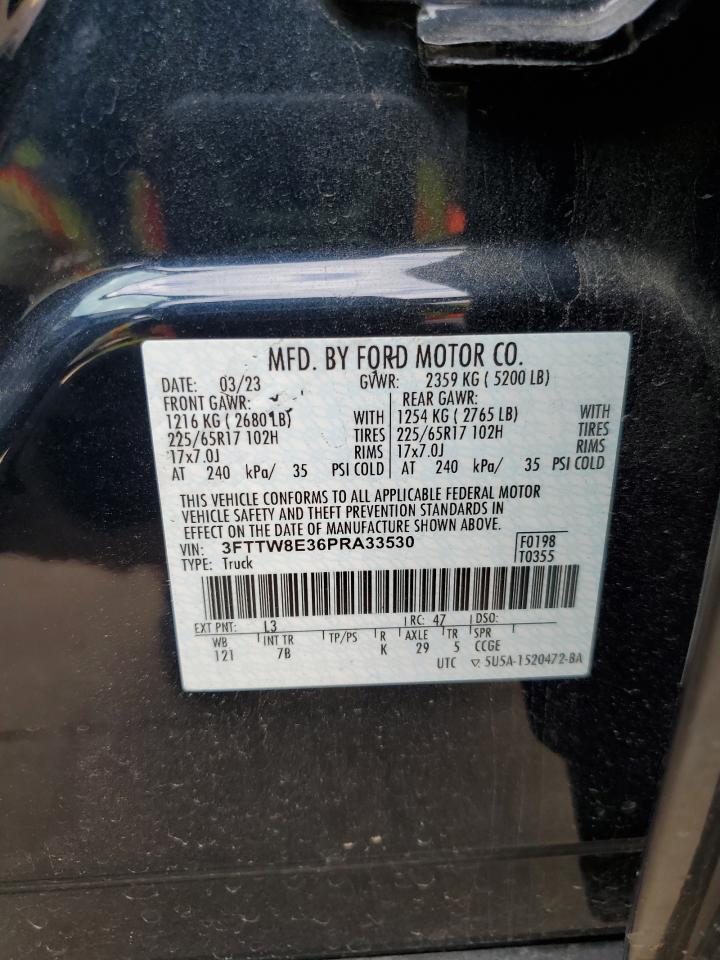 MFD. BY FORD MOTOR CO.
DATE: 03/23 GVWR: 2359 KG ( 5200 LB)
FRONT GAWR: REAR GAWR:
1216 KG ( 2680 LB) WITH 1254 KG ( 2765 LB) WITH
225/65R17 102H TIRES 225/65R17 102H TIRES
17x7.0J RIMS 17x7.0J RIMS
AT 240 kPa/ 35 PSI COLD AT 240 kPa/ 35 PSI COLD
THIS VEHICLE CONFORMS TO ALL APPLICABLE FEDERAL MOTOR
VEHICLE SAFETY AND THEFT PREVENTION STANDARDS IN
EFFECT ON THE DATE OF MANUFACTURE SHOWN ABOVE.
VIN: 3FTTW8E36PRA33530 F0198
TYPE: Truck T0355
EXT PNT: L3 RC: 47 DSO:
WB INT TR TP/PS R AXLE TR SPR
121 7B K 29 5 CCGE
UTC ▽ 5U5A-1520472-BA